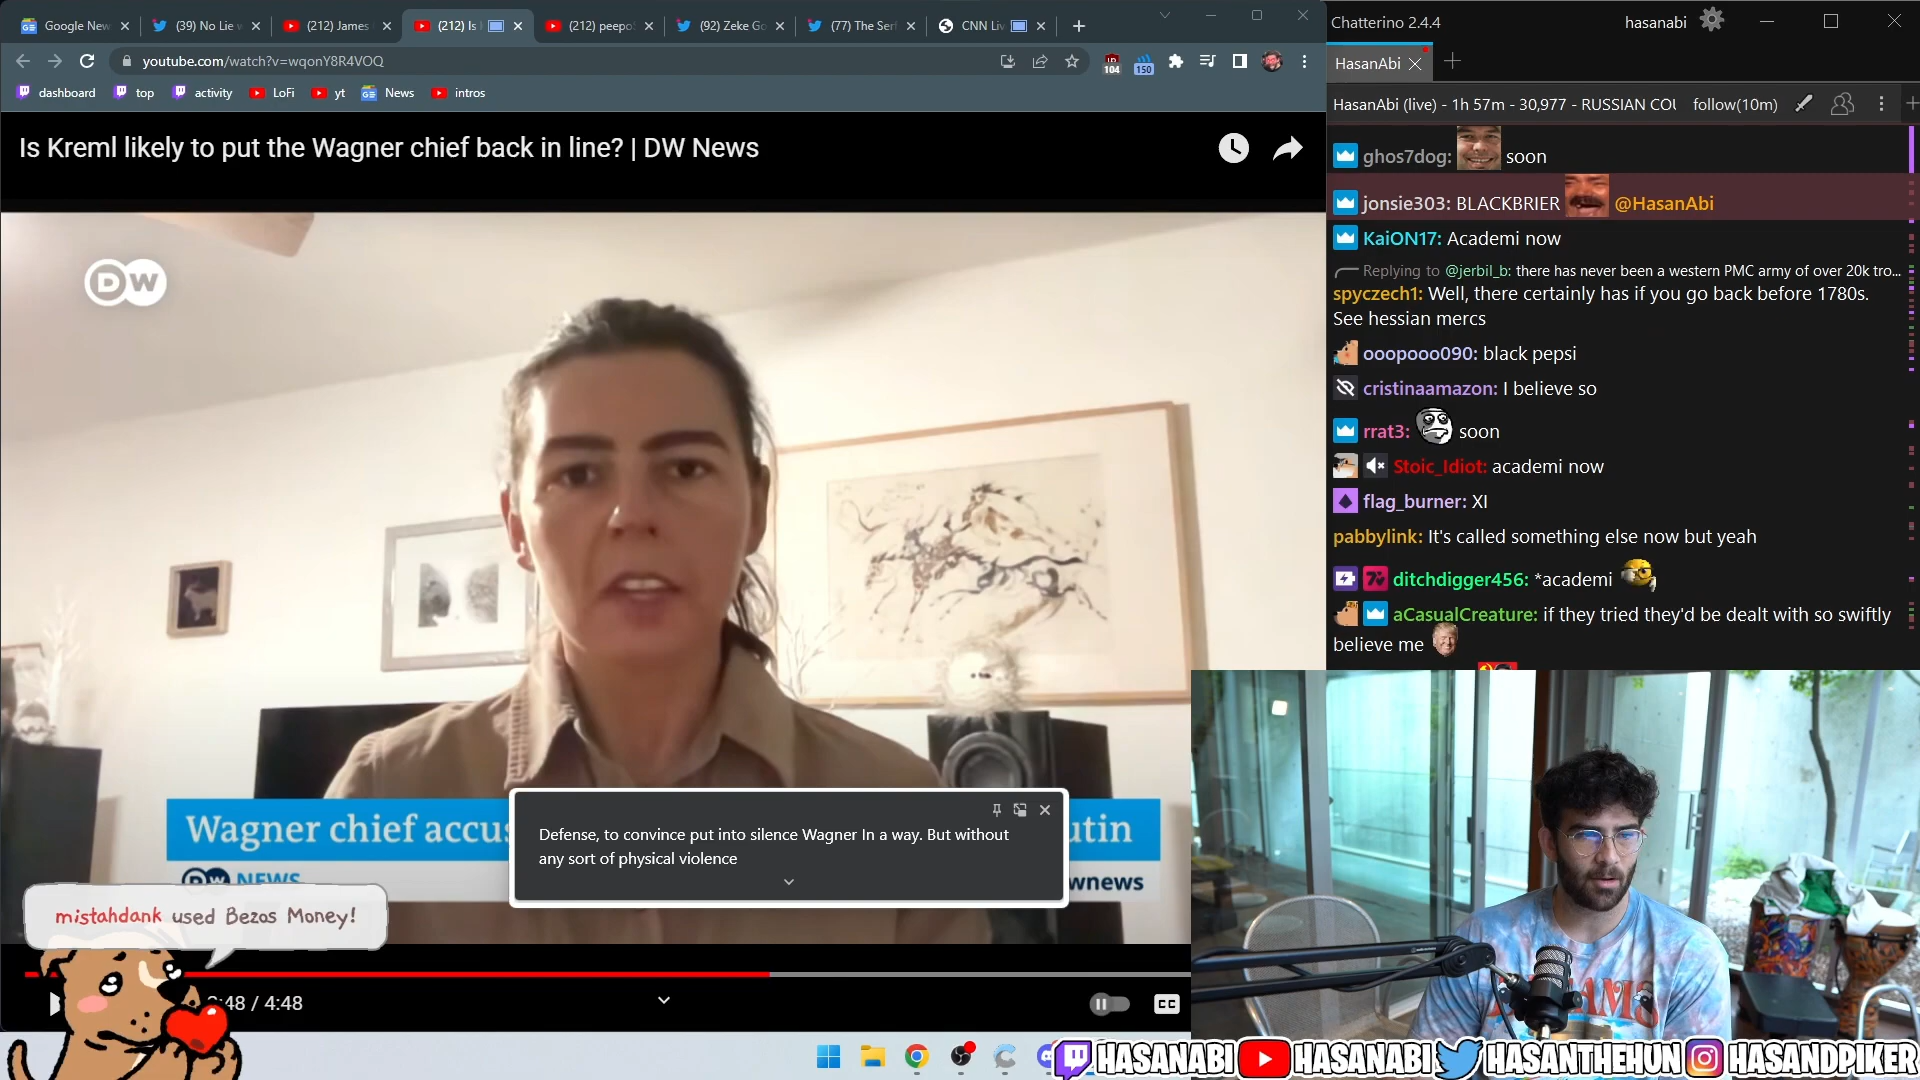 Google New
(39) No Lie w
(212) James
(212) Is
(212) peepo
(92) Zeke Go
(77) The Ser
CNN Liv
youtube.com/watch?v=wqonY8R4VOQ
104
150
dashboard
top
activity
LoFi
yt
News
intros
Is Kreml likely to put the Wagner chief back in line? | DW News
DW
Wagner chief accus
utin
NEWS
wnews
Defense, to convince put into silence Wagner In a way. But without
any sort of physical violence
mistahdank used Bezos Money!
:48 / 4:48
CC
Chatterino 2.4.4
hasanabi
HasanAbi
HasanAbi (live) - 1h 57m - 30,977 - RUSSIAN COU
follow(10m)
ghos7dog: soon
jonsie303: BLACKBRIER @HasanAbi
KaiON17: Academi now
Replying to @jerbil_b: there has never been a western PMC army of over 20k tro...
spyczech1: Well, there certainly has if you go back before 1780s.
See hessian mercs
ooopooo090: black pepsi
cristinaamazon: I believe so
rrat3: soon
Stoic_Idiot: academi now
flag_burner: XI
pabbylink: It's called something else now but yeah
ditchdigger456: *academi
aCasualCreature: if they tried they'd be dealt with so swiftly
believe me
HASANABI
HASANABI
HASANTHEHUN
HASANDPIKER